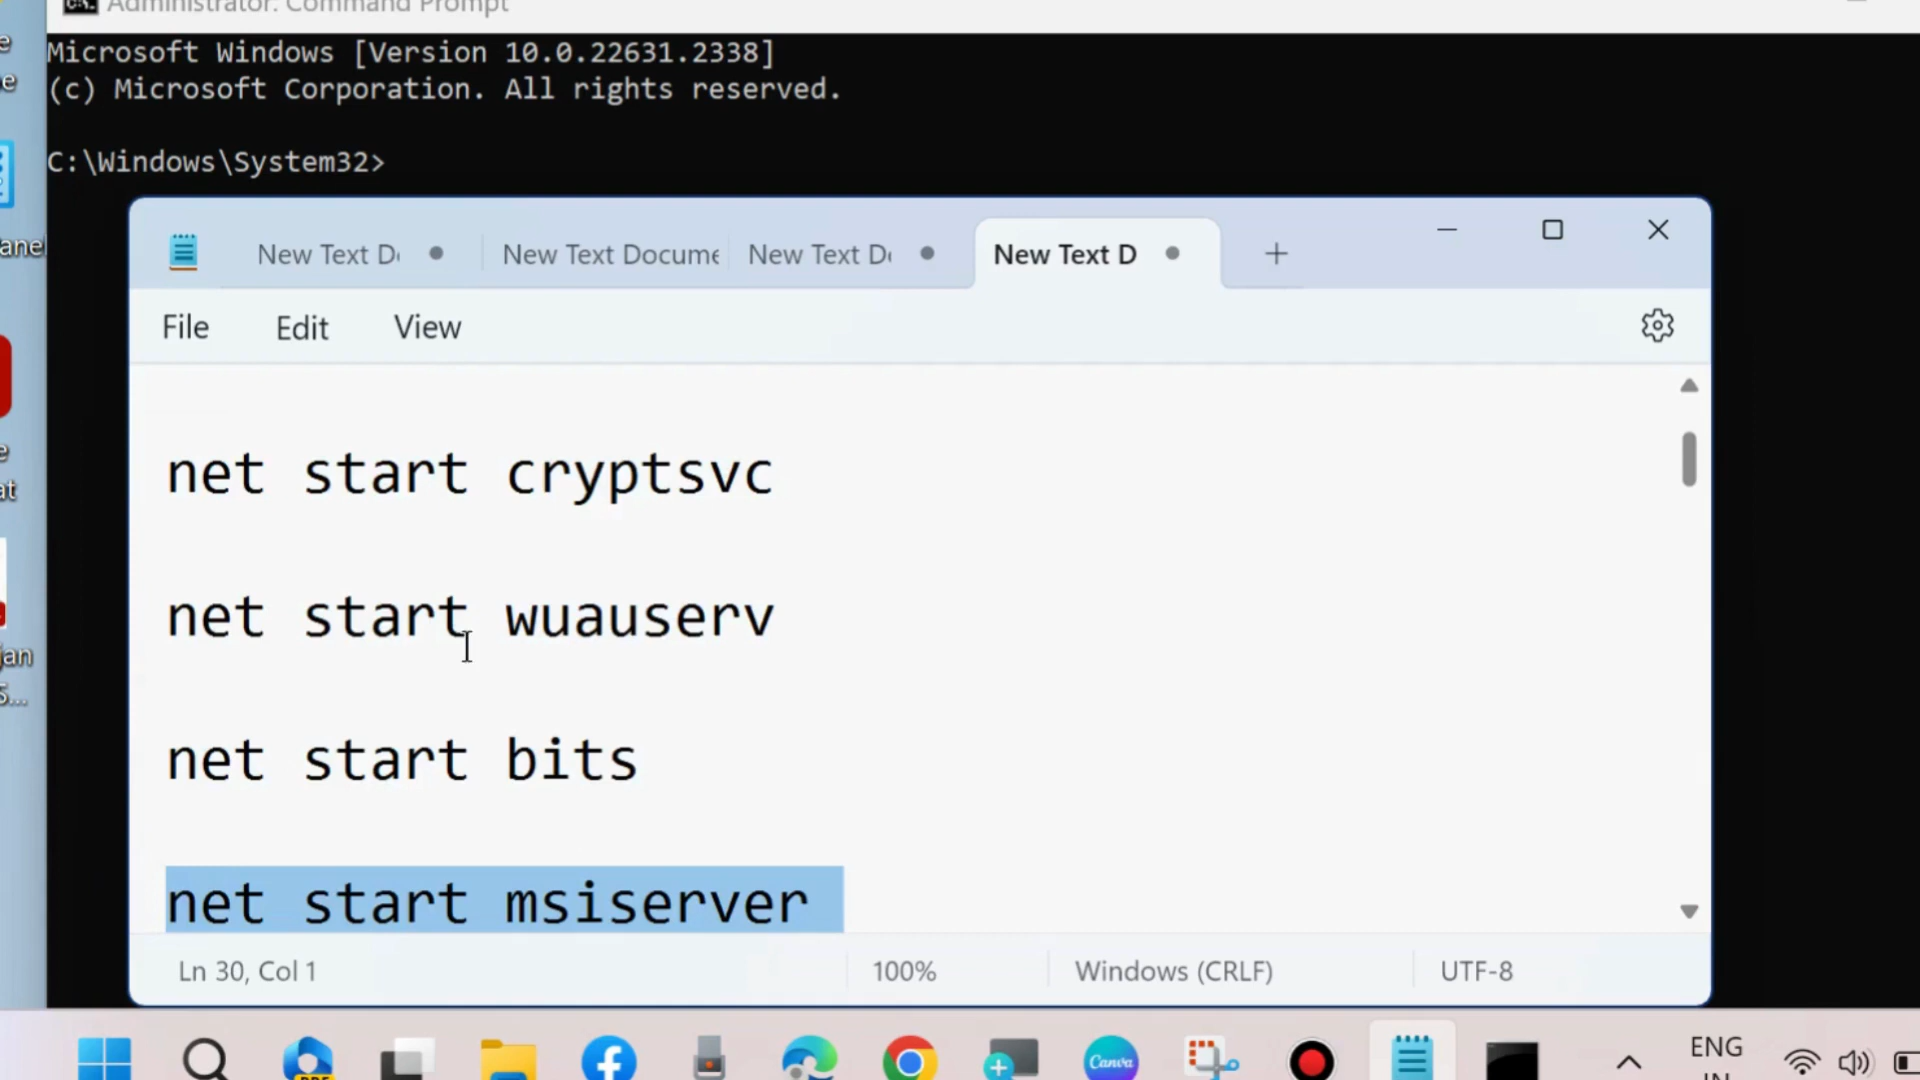 Administrator: Command Prompt
Microsoft Windows [Version 10.0.22631.2338]
(c) Microsoft Corporation. All rights reserved.
C:\Windows\System32>
New Text D
New Text Docume
New Text D
New Text D
File Edit View
net start cryptsvc
net start wuauserv
net start bits
net start msiserver
Ln 30, Col 1
100%
Windows (CRLF)
UTF-8
Canva
ENG
IN